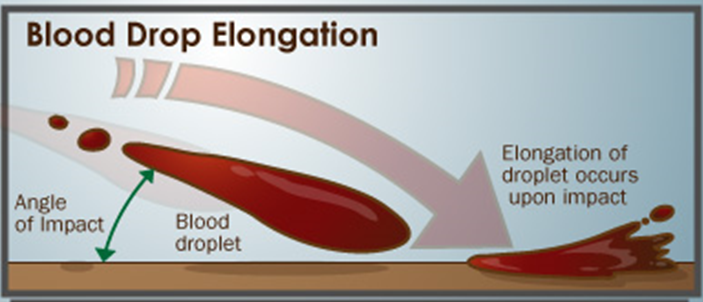 Blood Drop Elongation
Elongation of
droplet occurs
upon impact
Angle
of Impact
Blood
droplet